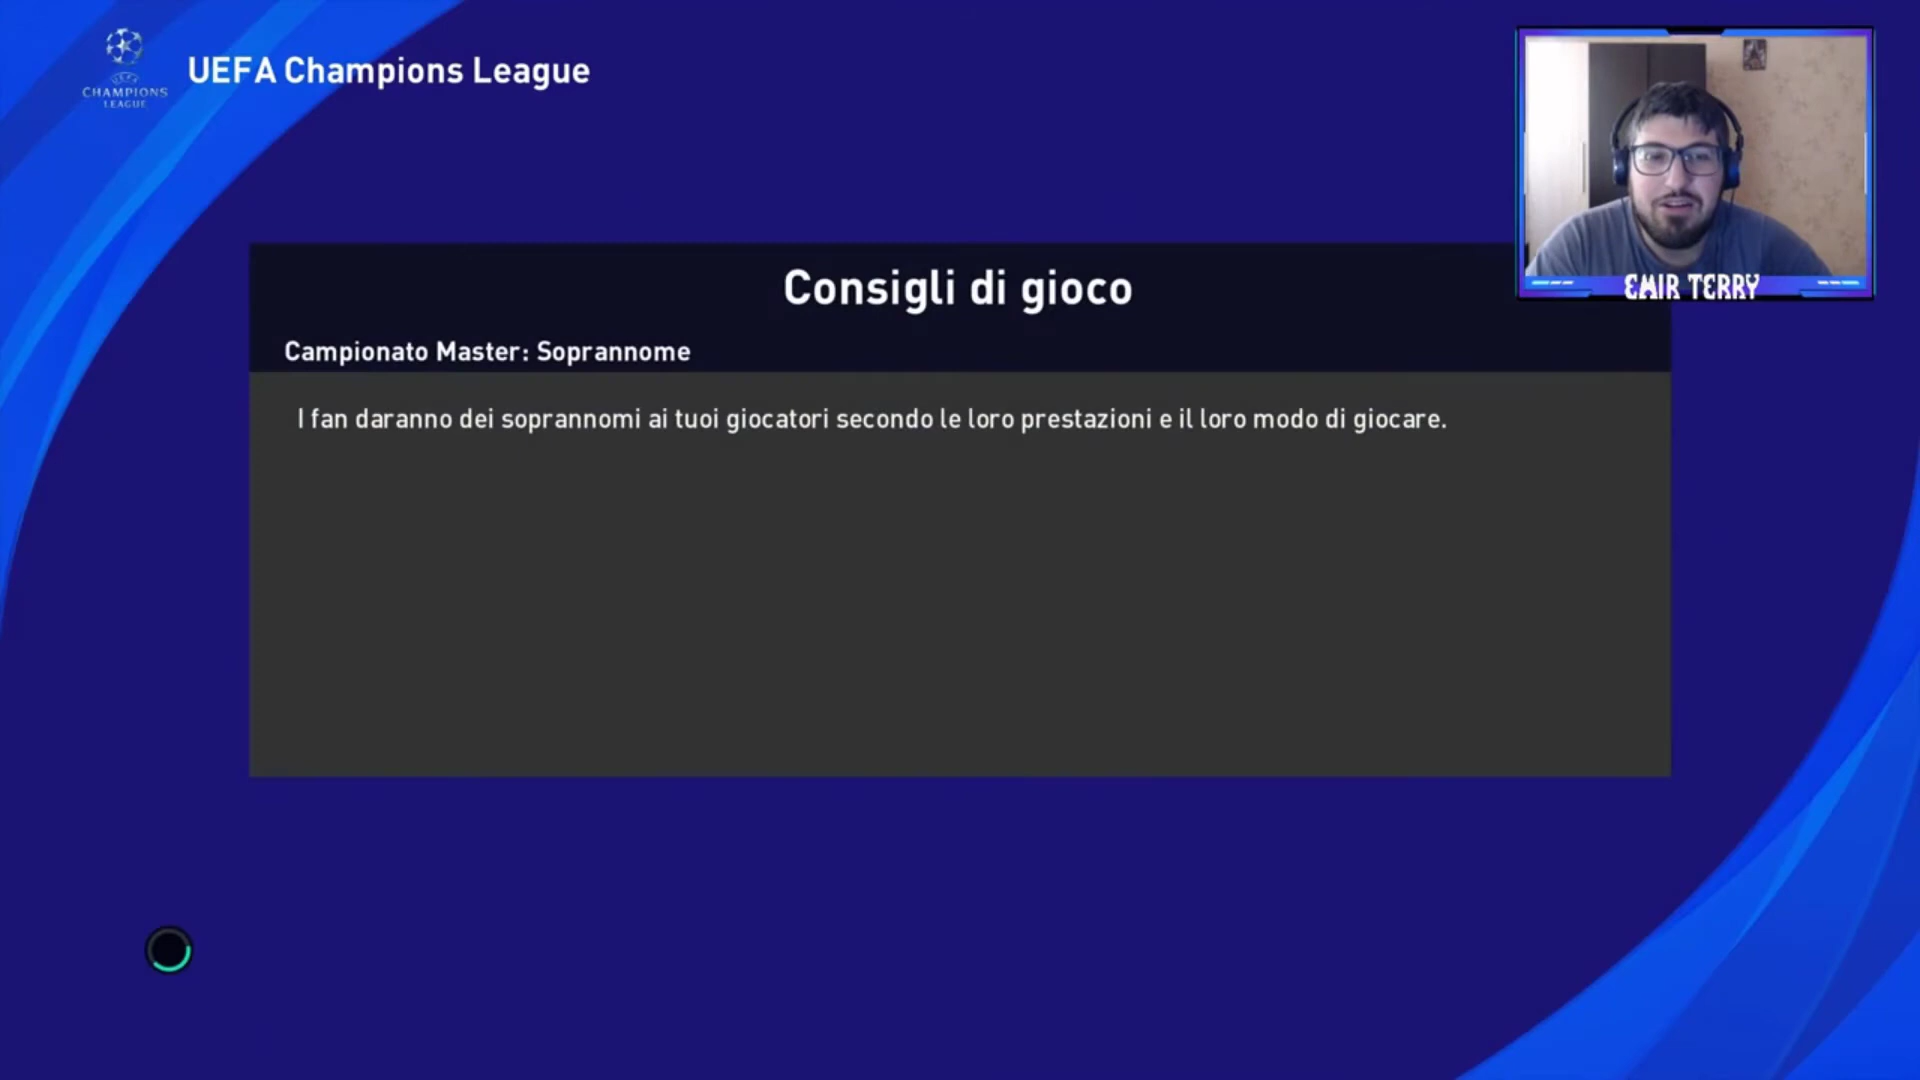 UEFA
CHAMPIONS
LEAGUE
UEFA Champions League
EMIR TERRY
Consigli di gioco
Campionato Master: Soprannome
I fan daranno dei soprannomi ai tuoi giocatori secondo le loro prestazioni e il loro modo di giocare.